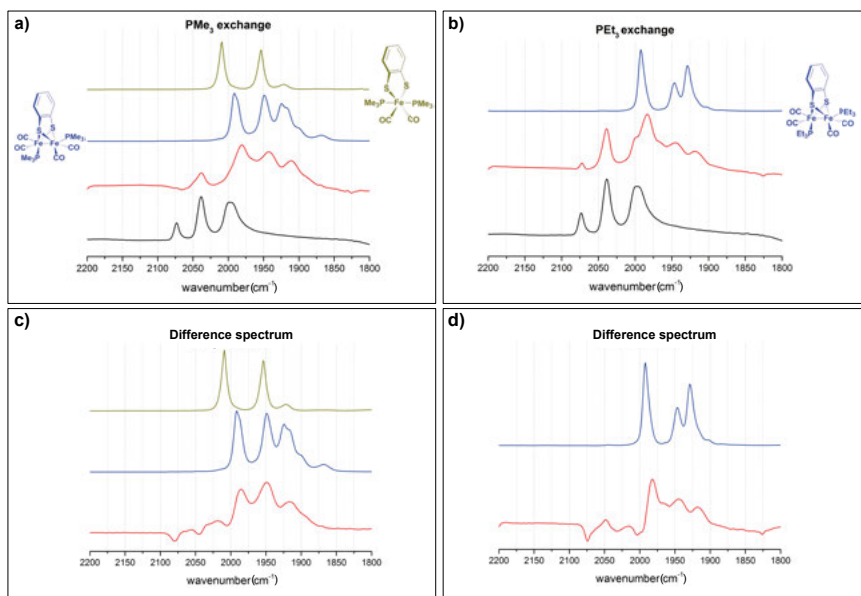 a)
PMe3 exchange
S
S
Me3P
Fe
PMe3
OC
CO
S
S
PMe3
OC
Fe
Fe
OC
CO
P
Me3
CO
2200 2150 2100 2050 2000 1950 1900 1850 1800
wavenumber(cm⁻¹)
b)
PEt3 exchange
S
S
PEt3
OC
Fe
Fe
OC
CO
P
Et3
CO
2200 2150 2100 2050 2000 1950 1900 1850 1800
wavenumber(cm⁻¹)
c)
Difference spectrum
2200 2150 2100 2050 2000 1950 1900 1850 1800
wavenumber(cm⁻¹)
d)
Difference spectrum
2200 2150 2100 2050 2000 1950 1900 1850 1800
wavenumber(cm⁻¹)